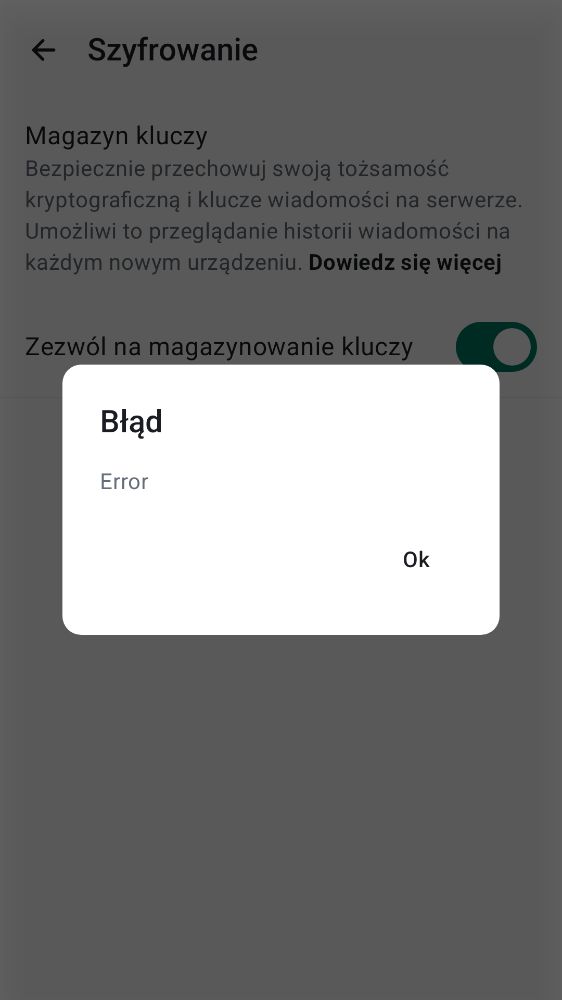 Szyfrowanie
Magazyn kluczy
Bezpiecznie przechowuj swoją tożsamość
kryptograficzną i klucze wiadomości na serwerze.
Umożliwi to przeglądanie historii wiadomości na
każdym nowym urządzeniu. Dowiedz się więcej
Zezwól na magazynowanie kluczy
Błąd
Error
Ok